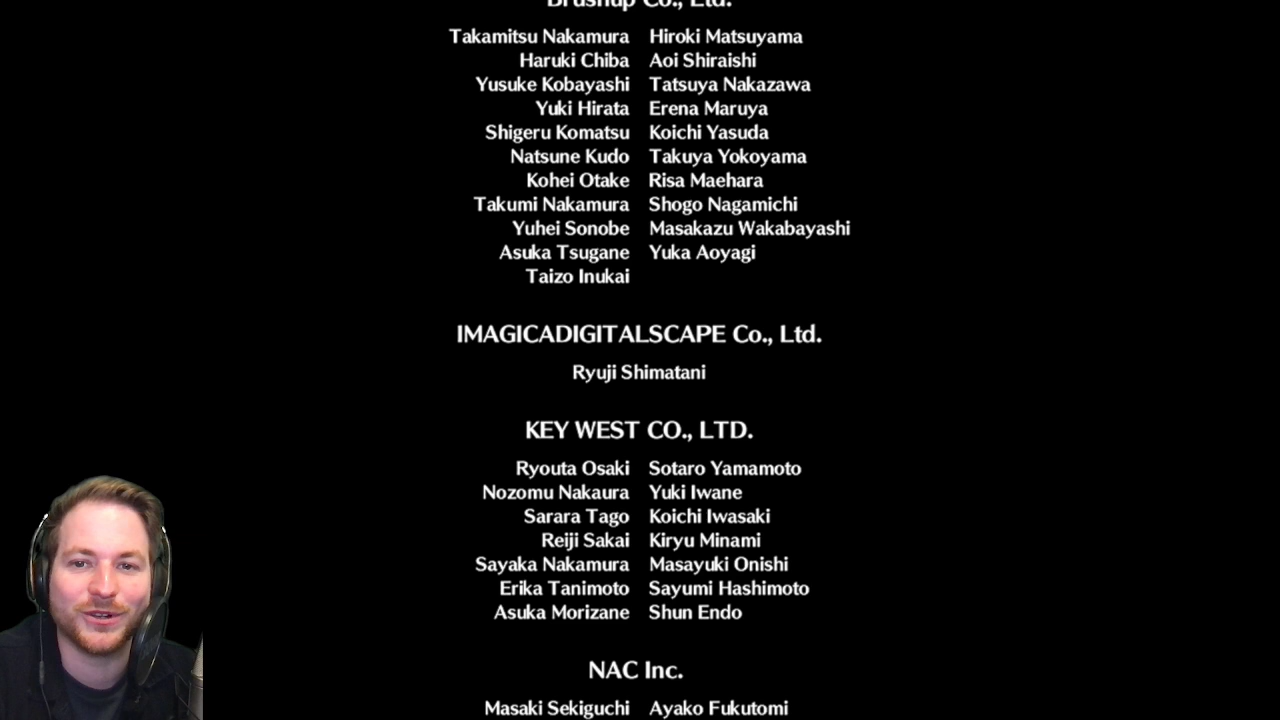 Brushup Co., Ltd.
Takamitsu Nakamura Hiroki Matsuyama
Haruki Chiba Aoi Shiraishi
Yusuke Kobayashi Tatsuya Nakazawa
Yuki Hirata Erena Maruya
Shigeru Komatsu Koichi Yasuda
Natsune Kudo Takuya Yokoyama
Kohei Otake Risa Maehara
Takumi Nakamura Shogo Nagamichi
Yuhei Sonobe Masakazu Wakabayashi
Asuka Tsugane Yuka Aoyagi
Taizo Inukai
IMAGICADIGITALSCAPE Co., Ltd.
Ryuji Shimatani
KEY WEST CO., LTD.
Ryouta Osaki Sotaro Yamamoto
Nozomu Nakaura Yuki Iwane
Sarara Tago Koichi Iwasaki
Reiji Sakai Kiryu Minami
Sayaka Nakamura Masayuki Onishi
Erika Tanimoto Sayumi Hashimoto
Asuka Morizane Shun Endo
NAC Inc.
Masaki Sekiguchi Ayako Fukutomi